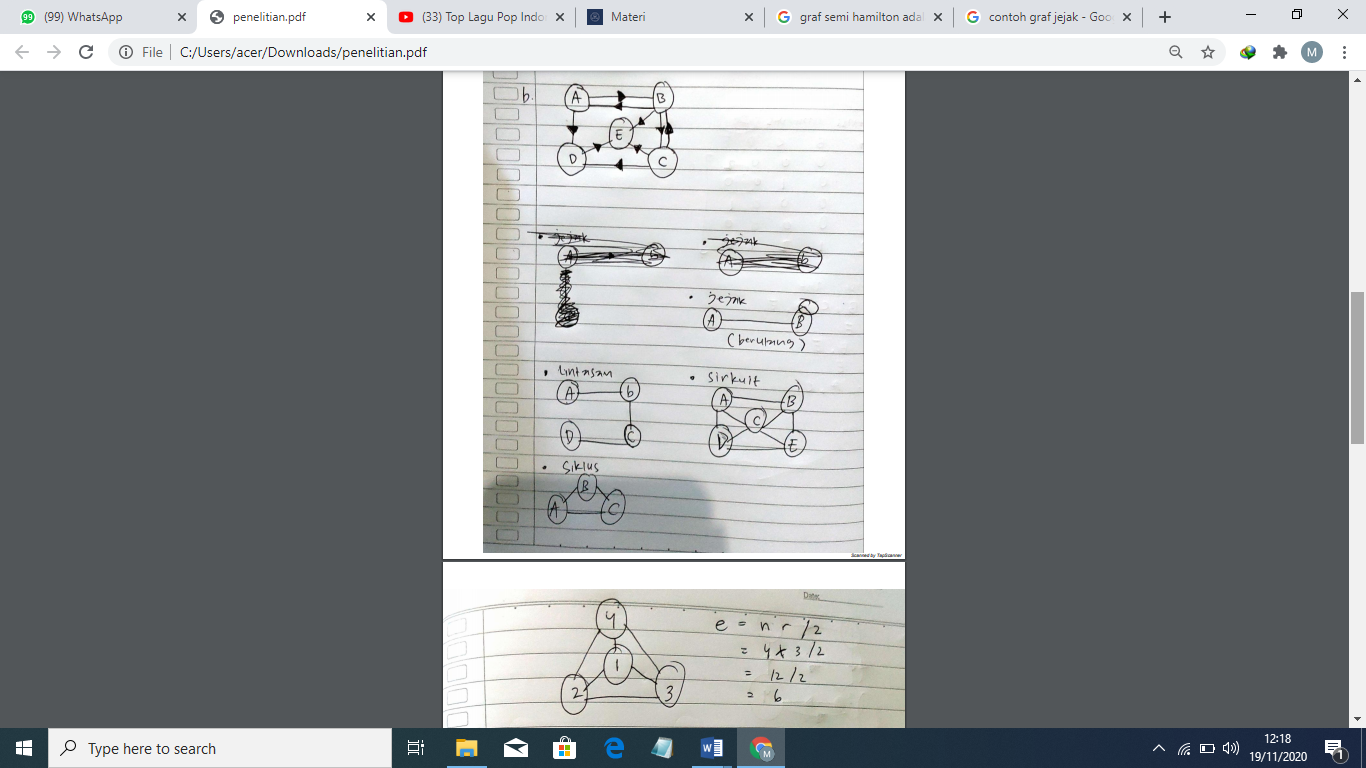 (99) WhatsApp
penelitian.pdf
(33) Top Lagu Pop Indo
Materi
graf semi hamilton ada
contoh graf jejak - Goo
File
C:/Users/acer/Downloads/penelitian.pdf
M
b.
A
B
E
D
C
jejak
jejak
A
B
A
b
jejak
A
B
(berulang)
lintasan
sirkuit
A
b
A
B
C
D
C
D
E
Siklus
B
A
C
Scanned by TapScanner
Date:
4
e = n r /2
1
= 4 x 3 /2
= 12 /2
2
3
= 6
Type here to search
12:18
19/11/2020
1